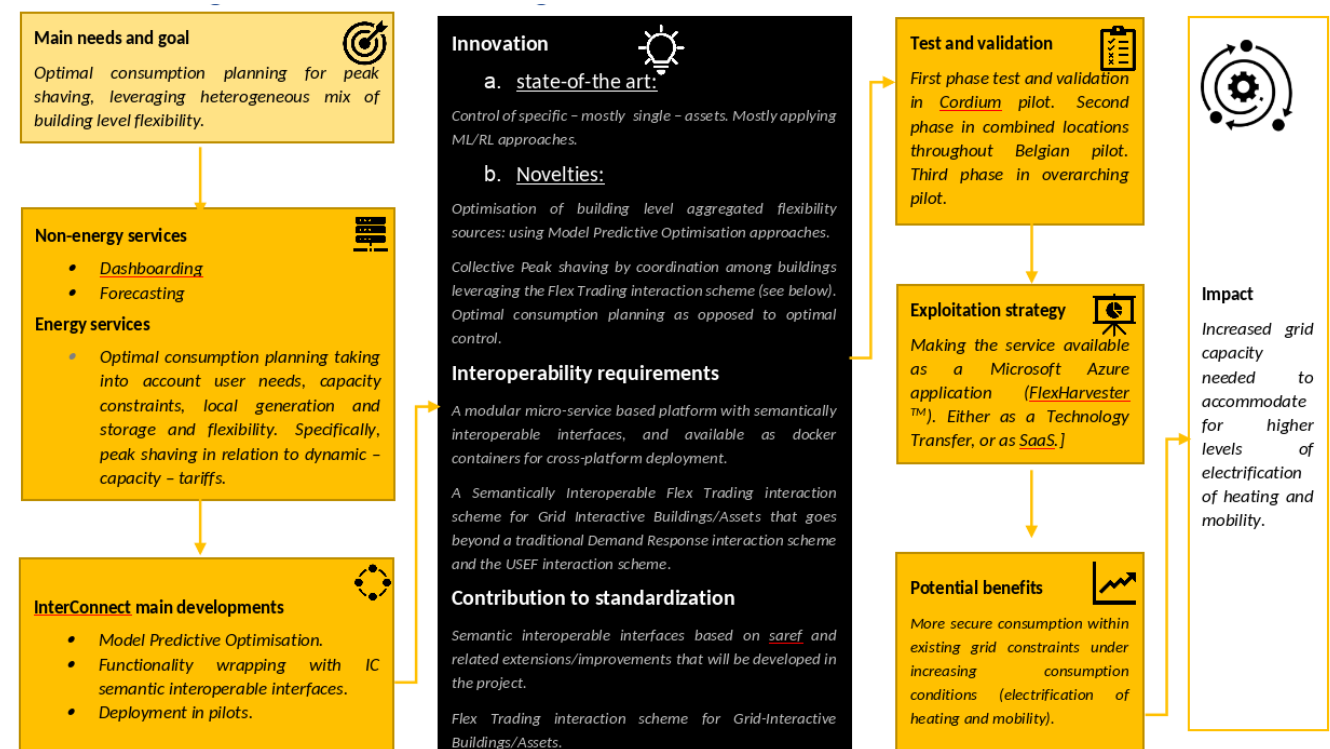 Main needs and goal
Optimal consumption planning for peak
shaving, leveraging heterogeneous mix of
building level flexibility.
Non-energy services
• Dashboarding
• Forecasting
Energy services
• Optimal consumption planning taking
into account user needs, capacity
constraints, local generation and
storage and flexibility. Specifically,
peak shaving in relation to dynamic –
capacity – tariffs.
InterConnect main developments
• Model Predictive Optimisation.
• Functionality wrapping with IC
semantic interoperable interfaces.
• Deployment in pilots.
Innovation
a. state-of-the art:
Control of specific – mostly single – assets. Mostly applying
ML/RL approaches.
b. Novelties:
Optimisation of building level aggregated flexibility
sources: using Model Predictive Optimisation approaches.
Collective Peak shaving by coordination among buildings
leveraging the Flex Trading interaction scheme (see below).
Optimal consumption planning as opposed to optimal
control.
Interoperability requirements
A modular micro-service based platform with semantically
interoperable interfaces, and available as docker
containers for cross-platform deployment.
A Semantically Interoperable Flex Trading interaction
scheme for Grid Interactive Buildings/Assets that goes
beyond a traditional Demand Response interaction scheme
and the USEF interaction scheme.
Contribution to standardization
Semantic interoperable interfaces based on saref and
related extensions/improvements that will be developed in
the project.
Flex Trading interaction scheme for Grid-Interactive
Buildings/Assets.
Test and validation
First phase test and validation
in Cordium pilot. Second
phase in combined locations
throughout Belgian pilot.
Third phase in overarching
pilot.
Exploitation strategy
Making the service available
as a Microsoft Azure
application (FlexHarvester
TM). Either as a Technology
Transfer, or as SaaS.]
Potential benefits
More secure consumption within
existing grid constraints under
increasing consumption
conditions (electrification of
heating and mobility).
Impact
Increased grid
capacity
needed to
accommodate
for higher
levels of
electrification
of heating and
mobility.